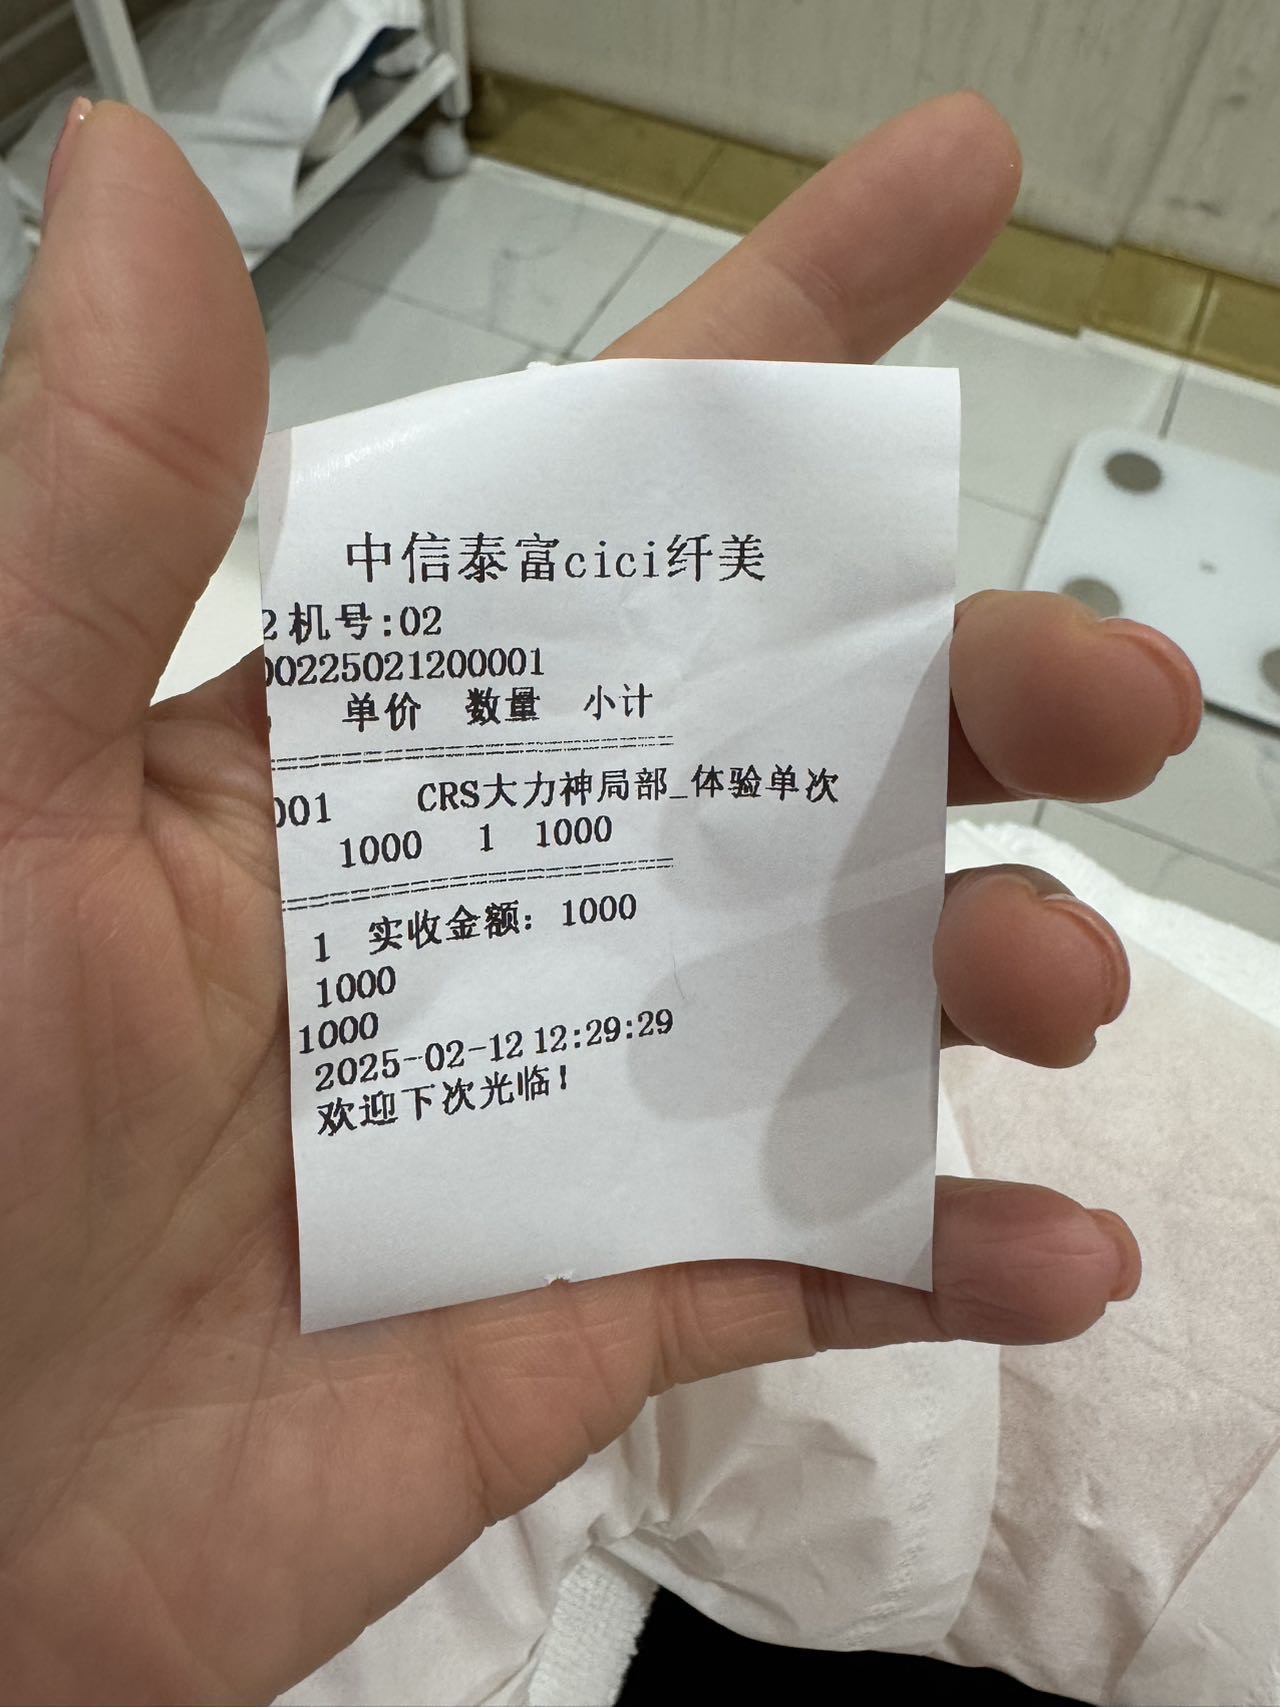 中信泰富cici纤美
2机号:02
00225021200001
单价 数量 小计
001 CRS大力神局部_体验单次
1000 1 1000
1 实收金额: 1000
1000
1000
2025-02-12 12:29:29
欢迎下次光临!